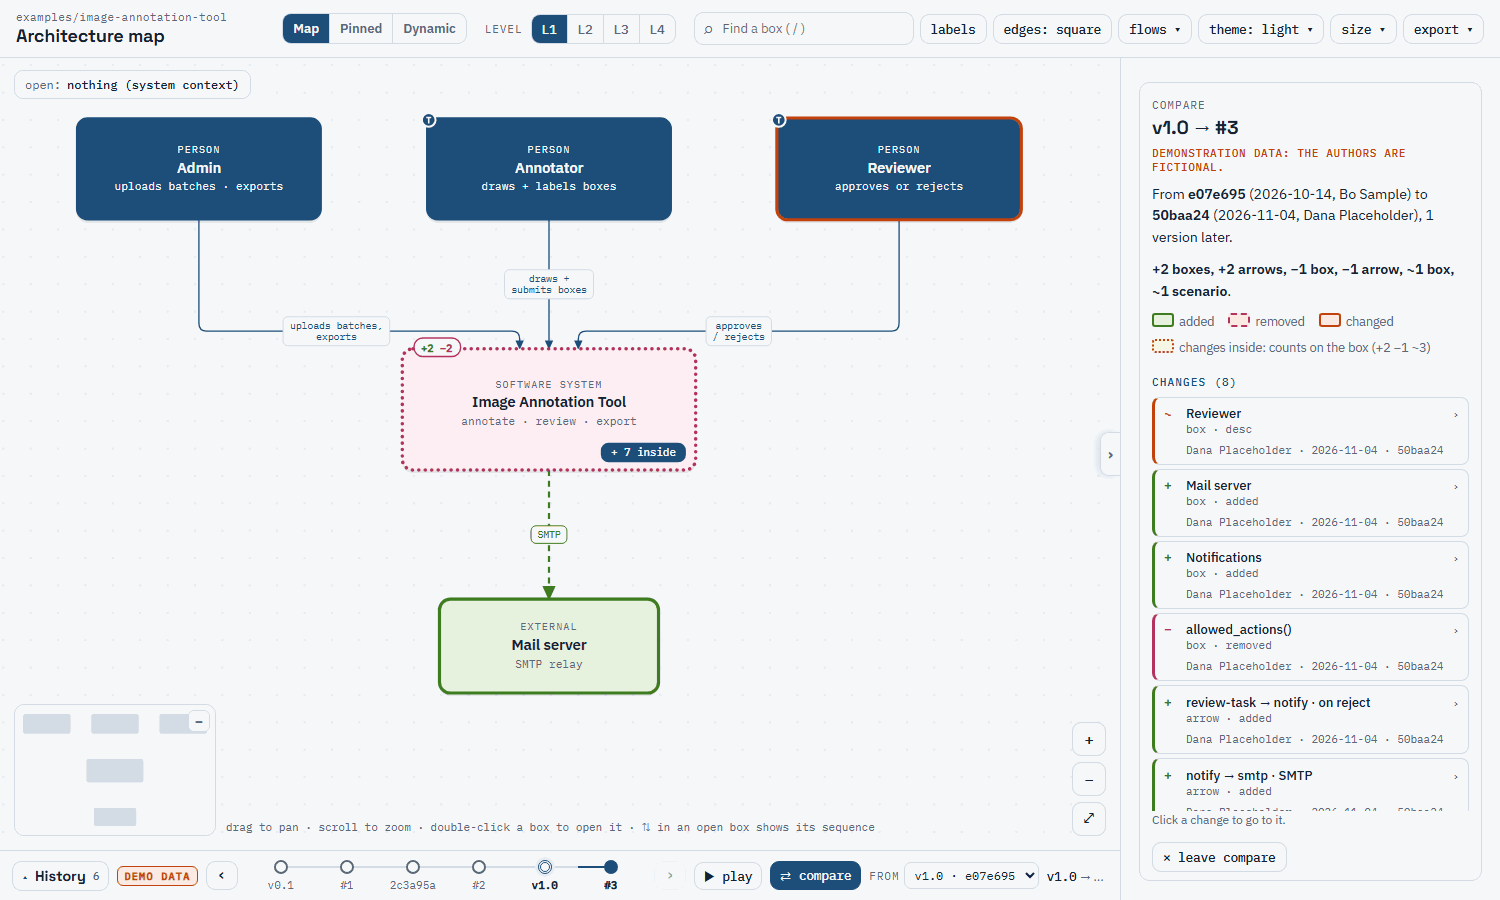 examples/image-annotation-tool
Architecture map
Map Pinned Dynamic
LEVEL L1 L2 L3 L4
Find a box ( / )
labels
edges: square
flows ▾
theme: light ▾
size ▾
export ▾
open: nothing (system context)
T
T
PERSON
Admin
uploads batches · exports
PERSON
Annotator
draws + labels boxes
PERSON
Reviewer
approves or rejects
draws +
submits boxes
uploads batches,
exports
approves
/ rejects
+2 −2
SOFTWARE SYSTEM
Image Annotation Tool
annotate · review · export
+ 7 inside
SMTP
EXTERNAL
Mail server
SMTP relay
−
+
−
⤢
drag to pan · scroll to zoom · double-click a box to open it · ⇅ in an open box shows its sequence
›
COMPARE
v1.0 → #3
DEMONSTRATION DATA: THE AUTHORS ARE
FICTIONAL.
From e07e695 (2026-10-14, Bo Sample) to
50baa24 (2026-11-04, Dana Placeholder), 1
version later.
+2 boxes, +2 arrows, −1 box, −1 arrow, ~1 box,
~1 scenario.
added removed changed
changes inside: counts on the box (+2 −1 ~3)
CHANGES (8)
~ Reviewer ›
box · desc
Dana Placeholder · 2026-11-04 · 50baa24
+ Mail server ›
box · added
Dana Placeholder · 2026-11-04 · 50baa24
+ Notifications ›
box · added
Dana Placeholder · 2026-11-04 · 50baa24
− allowed_actions() ›
box · removed
Dana Placeholder · 2026-11-04 · 50baa24
+ review-task → notify · on reject ›
arrow · added
Dana Placeholder · 2026-11-04 · 50baa24
+ notify → smtp · SMTP ›
arrow · added
Click a change to go to it.
× leave compare
▴ History 6
DEMO DATA
‹
v0.1
#1
2c3a95a
#2
v1.0
#3
›
▶ play
⇄ compare
FROM
v1.0 · e07e695
v1.0 → …